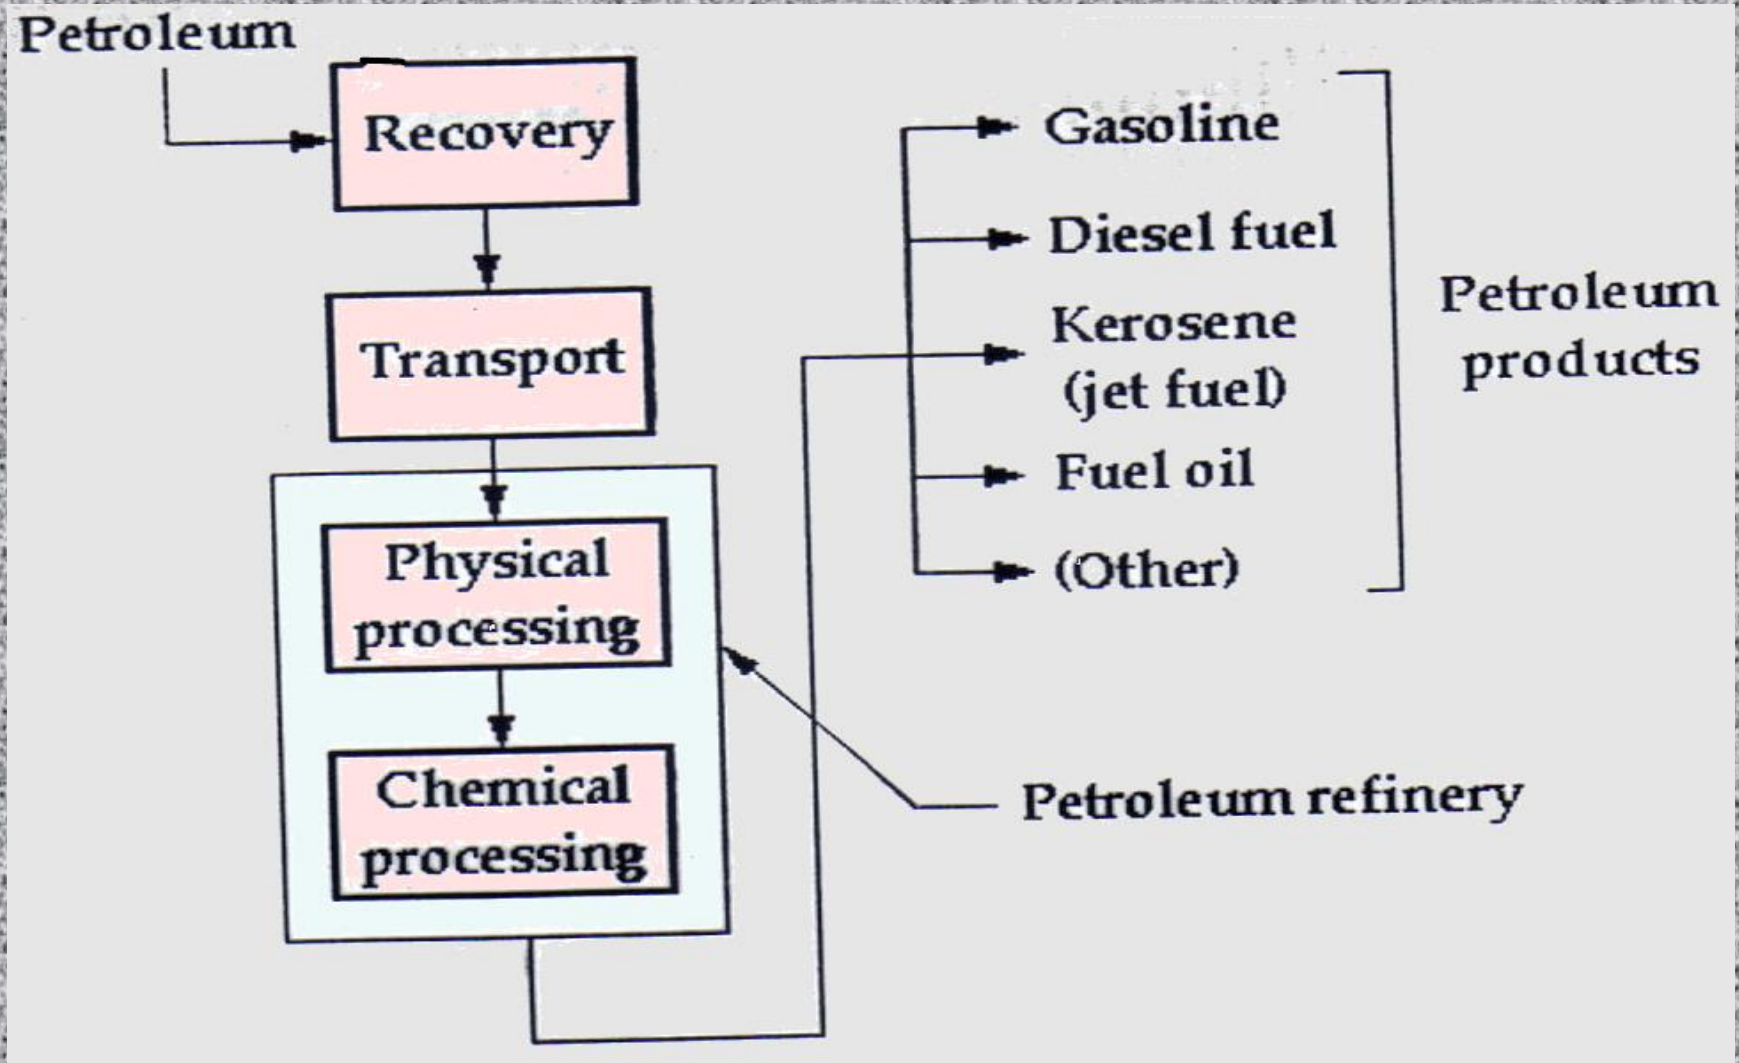 Petroleum
Recovery
Transport
Physical
processing
Chemical
processing
Gasoline
Diesel fuel
Kerosene
(jet fuel)
Fuel oil
(Other)
Petroleum
products
Petroleum refinery